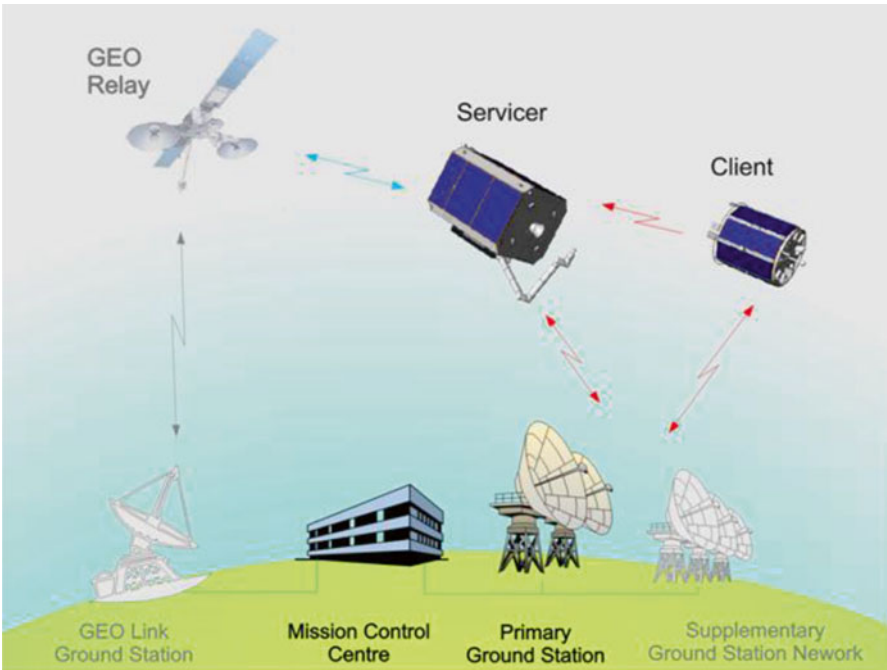 GEO
Relay
Servicer
Client
GEO Link
Ground Station
Mission Control
Centre
Primary
Ground Station
Supplementary
Ground Station Nework